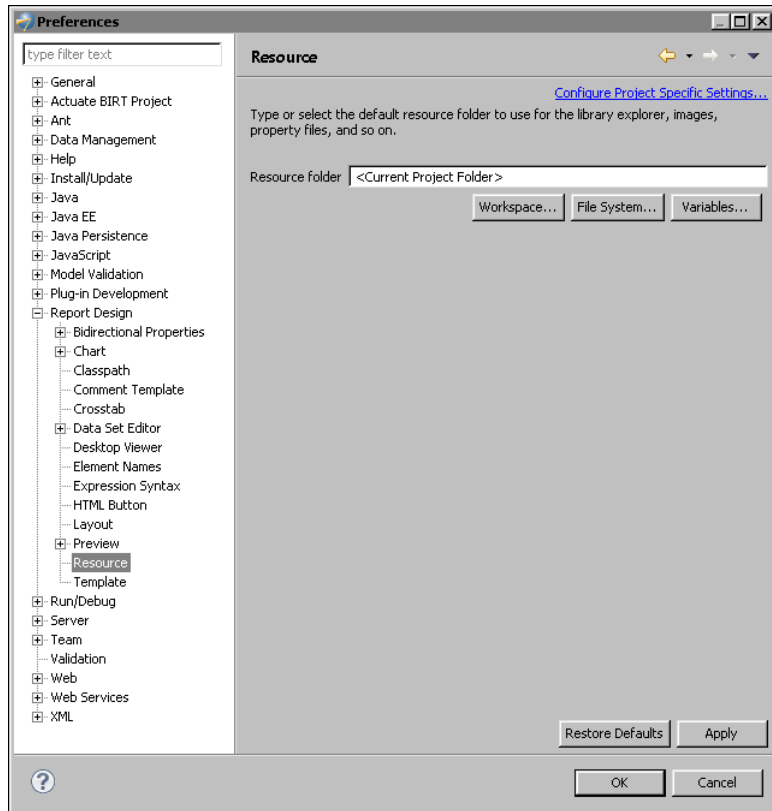 Preferences
type filter text
General
Actuate BIRT Project
Ant
Data Management
Help
Install/Update
Java
Java EE
Java Persistence
JavaScript
Model Validation
Plug-in Development
Report Design
Bidirectional Properties
Chart
Classpath
Comment Template
Crosstab
Data Set Editor
Desktop Viewer
Element Names
Expression Syntax
HTML Button
Layout
Preview
Resource
Template
Run/Debug
Server
Team
Validation
Web
Web Services
XML
Resource
Configure Project Specific Settings...
Type or select the default resource folder to use for the library explorer, images,
property files, and so on.
Resource folder <Current Project Folder>
Workspace... File System... Variables...
Restore Defaults Apply
? OK Cancel